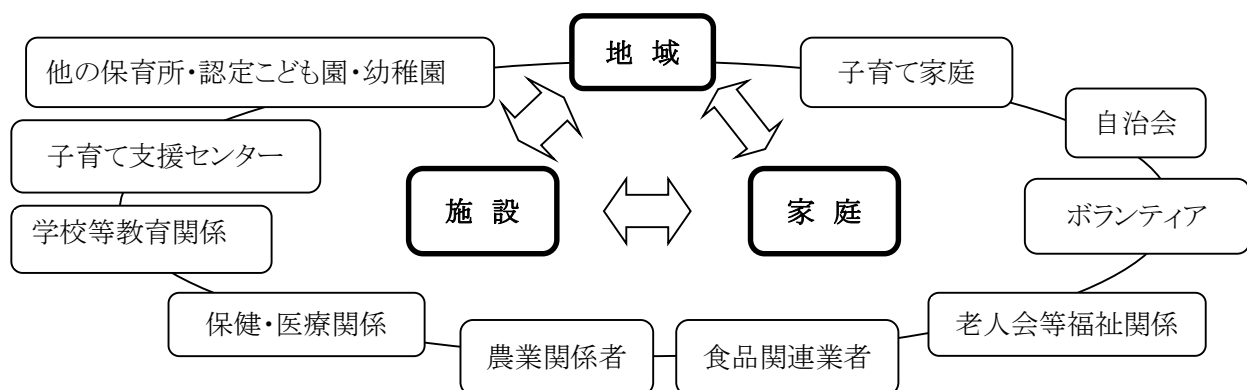 地 域
他の保育所・認定こども園・幼稚園
子育て家庭
自治会
子育て支援センター
施 設
家 庭
ボランティア
学校等教育関係
保健・医療関係
老人会等福祉関係
農業関係者
食品関連業者